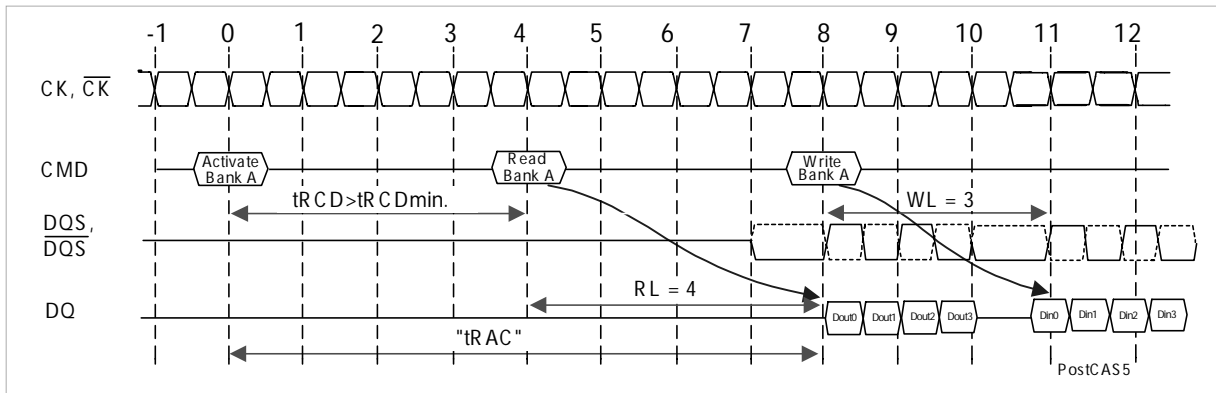 -1 0 1 2 3 4 5 6 7 8 9 10 11 12
CK, CK
CMD
Activate
Bank A
Read
Bank A
Write
Bank A
tRCD>tRCDmin.
WL = 3
DQS,
DQS
RL = 4
DQ
Dout0 Dout1 Dout2 Dout3
Din0 Din1 Din2 Din3
"tRAC"
PostCAS5